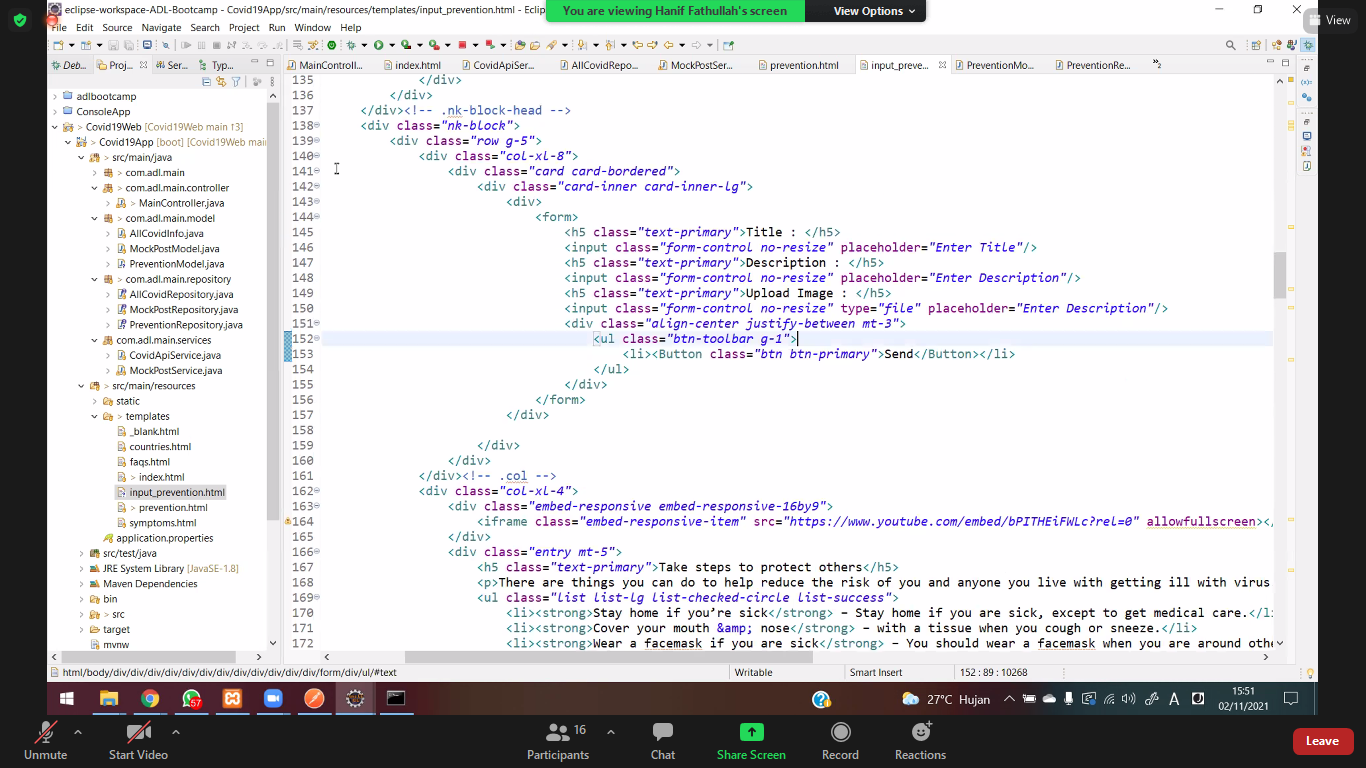 eclipse-workspace-ADL-Bootcamp - Covid19App/src/main/resources/templates/input_prevention.html - Eclip
You are viewing Hanif Fathullah's screen
View Options
View
File Edit Source Navigate Search Project Run Window Help
Deb...
Proj...
Ser...
Typ...
MainControll...
index.html
CovidApiSer...
AllCovidRepo...
MockPostSer...
prevention.html
input_preve...
PreventionMo...
PreventionRe...
adlbootcamp
ConsoleApp
> Covid19Web [Covid19Web main ↑3]
> Covid19App [boot] [Covid19Web mai
> src/main/java
> com.adl.main
> com.adl.main.controller
> MainController.java
> com.adl.main.model
AllCovidInfo.java
MockPostModel.java
PreventionModel.java
> com.adl.main.repository
AllCovidRepository.java
MockPostRepository.java
PreventionRepository.java
com.adl.main.services
CovidApiService.java
MockPostService.java
> src/main/resources
static
> templates
_blank.html
countries.html
faqs.html
> index.html
input_prevention.html
> prevention.html
symptoms.html
application.properties
src/test/java
JRE System Library [JavaSE-1.8]
Maven Dependencies
bin
> src
target
mvnw
135 </div>
136 </div>
137 </div><!-- .nk-block-head -->
138 <div class="nk-block">
139 <div class="row g-5">
140 <div class="col-xl-8">
141 <div class="card card-bordered">
142 <div class="card-inner card-inner-lg">
143 <div>
144 <form>
145 <h5 class="text-primary">Title : </h5>
146 <input class="form-control no-resize" placeholder="Enter Title"/>
147 <h5 class="text-primary">Description : </h5>
148 <input class="form-control no-resize" placeholder="Enter Description"/>
149 <h5 class="text-primary">Upload Image : </h5>
150 <input class="form-control no-resize" type="file" placeholder="Enter Description"/>
151 <div class="align-center justify-between mt-3">
152 <ul class="btn-toolbar g-1">
153 <li><Button class="btn btn-primary">Send</Button></li>
154 </ul>
155 </div>
156 </form>
157 </div>
158
159 </div>
160 </div>
161 </div><!-- .col -->
162 <div class="col-xl-4">
163 <div class="embed-responsive embed-responsive-16by9">
164 <iframe class="embed-responsive-item" src="https://www.youtube.com/embed/bPITHEiFWLc?rel=0" allowfullscreen></
165 </div>
166 <div class="entry mt-5">
167 <h5 class="text-primary">Take steps to protect others</h5>
168 <p>There are things you can do to help reduce the risk of you and anyone you live with getting ill with virus
169 <ul class="list list-lg list-checked-circle list-success">
170 <li><strong>Stay home if you’re sick</strong> – Stay home if you are sick, except to get medical care.</li
171 <li><strong>Cover your mouth &amp; nose</strong> – with a tissue when you cough or sneeze.</li>
172 <li><strong>Wear a facemask if you are sick</strong> – You should wear a facemask when you are around othe
html/body/div/div/div/div/div/div/div/div/div/div/div/form/div/ul/#text
Writable
Smart Insert
152 : 89 : 10268
57
27°C Hujan
15:51
02/11/2021
Unmute
Start Video
Participants
16
Chat
Share Screen
Record
Reactions
Leave